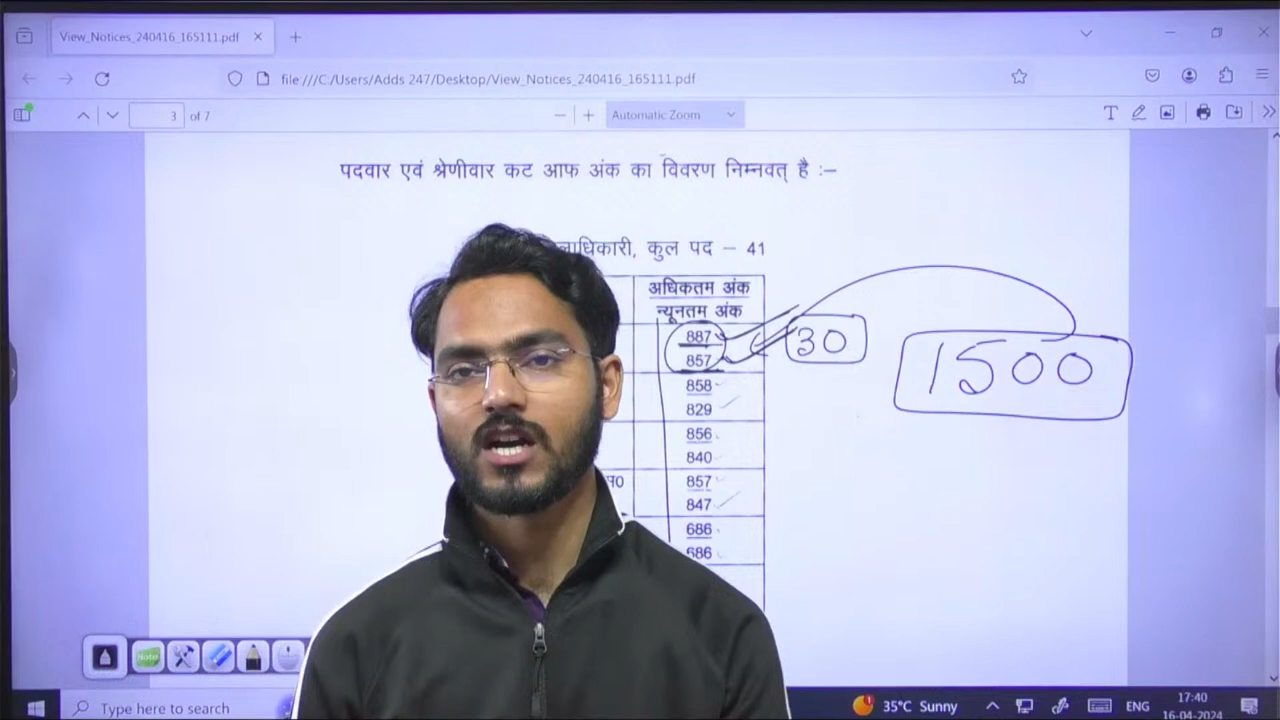 View_Notices_240416_165111.pdf
file:///C:/Users/Adds 247/Desktop/View_Notices_240416_165111.pdf
3 of 7
Automatic Zoom
पदवार एवं श्रेणीवार कट आफ अंक का विवरण निम्नवत् है :–
लाधिकारी, कुल पद – 41
अधिकतम अंक
न्यूनतम अंक
887
857
30
1500
858
829
856
840
857
847
686
686
Note
Type here to search
35°C Sunny
ENG
17:40
16-04-2024